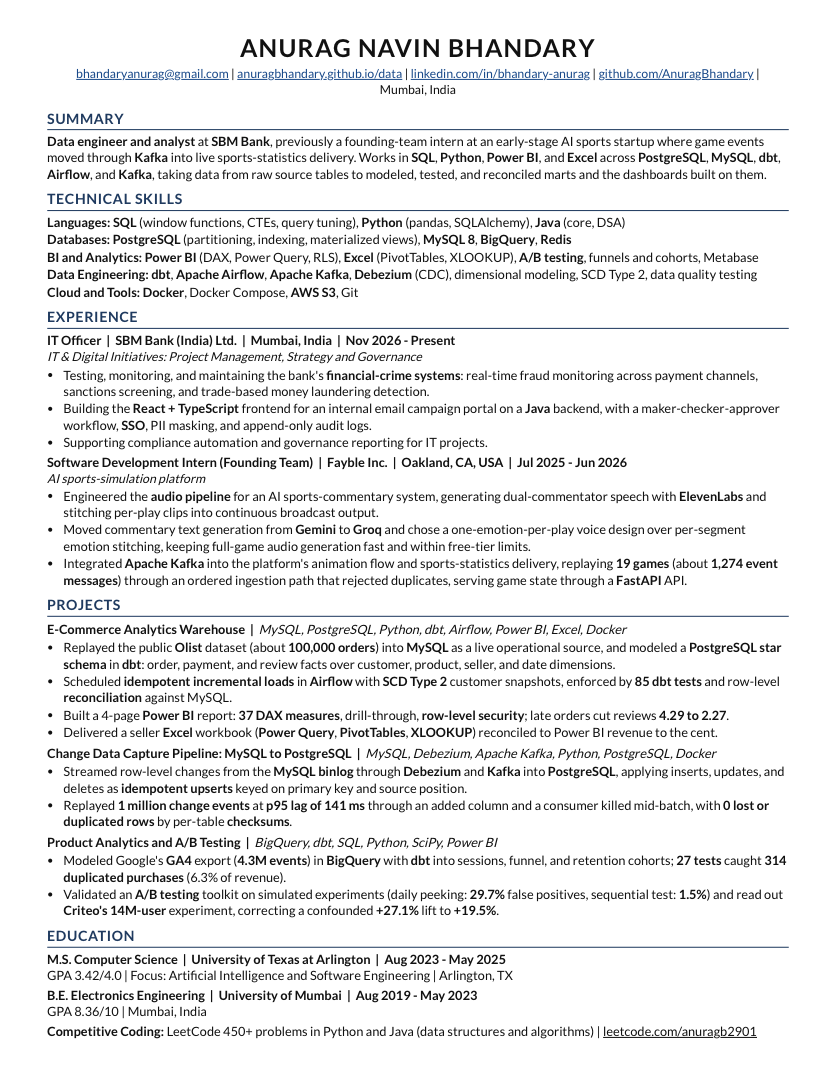 ANURAG NAVIN BHANDARY
bhandaryanurag@gmail.com | anuragbhandary.github.io/data | linkedin.com/in/bhandary-anurag | github.com/AnuragBhandary |
Mumbai, India
SUMMARY
Data engineer and analyst at SBM Bank, previously a founding-team intern at an early-stage AI sports startup where game events
moved through Kafka into live sports-statistics delivery. Works in SQL, Python, Power BI, and Excel across PostgreSQL, MySQL, dbt,
Airflow, and Kafka, taking data from raw source tables to modeled, tested, and reconciled marts and the dashboards built on them.
TECHNICAL SKILLS
Languages: SQL (window functions, CTEs, query tuning), Python (pandas, SQLAlchemy), Java (core, DSA)
Databases: PostgreSQL (partitioning, indexing, materialized views), MySQL 8, BigQuery, Redis
BI and Analytics: Power BI (DAX, Power Query, RLS), Excel (PivotTables, XLOOKUP), A/B testing, funnels and cohorts, Metabase
Data Engineering: dbt, Apache Airflow, Apache Kafka, Debezium (CDC), dimensional modeling, SCD Type 2, data quality testing
Cloud and Tools: Docker, Docker Compose, AWS S3, Git
EXPERIENCE
IT Officer | SBM Bank (India) Ltd. | Mumbai, India | Nov 2026 - Present
IT & Digital Initiatives: Project Management, Strategy and Governance
• Testing, monitoring, and maintaining the bank's financial-crime systems: real-time fraud monitoring across payment channels,
sanctions screening, and trade-based money laundering detection.
• Building the React + TypeScript frontend for an internal email campaign portal on a Java backend, with a maker-checker-approver
workflow, SSO, PII masking, and append-only audit logs.
• Supporting compliance automation and governance reporting for IT projects.
Software Development Intern (Founding Team) | Fayble Inc. | Oakland, CA, USA | Jul 2025 - Jun 2026
AI sports-simulation platform
• Engineered the audio pipeline for an AI sports-commentary system, generating dual-commentator speech with ElevenLabs and
stitching per-play clips into continuous broadcast output.
• Moved commentary text generation from Gemini to Groq and chose a one-emotion-per-play voice design over per-segment
emotion stitching, keeping full-game audio generation fast and within free-tier limits.
• Integrated Apache Kafka into the platform's animation flow and sports-statistics delivery, replaying 19 games (about 1,274 event
messages) through an ordered ingestion path that rejected duplicates, serving game state through a FastAPI API.
PROJECTS
E-Commerce Analytics Warehouse | MySQL, PostgreSQL, Python, dbt, Airflow, Power BI, Excel, Docker
• Replayed the public Olist dataset (about 100,000 orders) into MySQL as a live operational source, and modeled a PostgreSQL star
schema in dbt: order, payment, and review facts over customer, product, seller, and date dimensions.
• Scheduled idempotent incremental loads in Airflow with SCD Type 2 customer snapshots, enforced by 85 dbt tests and row-level
reconciliation against MySQL.
• Built a 4-page Power BI report: 37 DAX measures, drill-through, row-level security; late orders cut reviews 4.29 to 2.27.
• Delivered a seller Excel workbook (Power Query, PivotTables, XLOOKUP) reconciled to Power BI revenue to the cent.
Change Data Capture Pipeline: MySQL to PostgreSQL | MySQL, Debezium, Apache Kafka, Python, PostgreSQL, Docker
• Streamed row-level changes from the MySQL binlog through Debezium and Kafka into PostgreSQL, applying inserts, updates, and
deletes as idempotent upserts keyed on primary key and source position.
• Replayed 1 million change events at p95 lag of 141 ms through an added column and a consumer killed mid-batch, with 0 lost or
duplicated rows by per-table checksums.
Product Analytics and A/B Testing | BigQuery, dbt, SQL, Python, SciPy, Power BI
• Modeled Google's GA4 export (4.3M events) in BigQuery with dbt into sessions, funnel, and retention cohorts; 27 tests caught 314
duplicated purchases (6.3% of revenue).
• Validated an A/B testing toolkit on simulated experiments (daily peeking: 29.7% false positives, sequential test: 1.5%) and read out
Criteo's 14M-user experiment, correcting a confounded +27.1% lift to +19.5%.
EDUCATION
M.S. Computer Science | University of Texas at Arlington | Aug 2023 - May 2025
GPA 3.42/4.0 | Focus: Artificial Intelligence and Software Engineering | Arlington, TX
B.E. Electronics Engineering | University of Mumbai | Aug 2019 - May 2023
GPA 8.36/10 | Mumbai, India
Competitive Coding: LeetCode 450+ problems in Python and Java (data structures and algorithms) | leetcode.com/anuragb2901